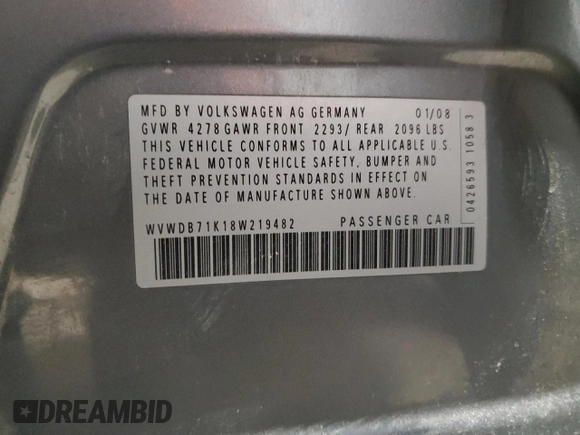 MFD BY VOLKSWAGEN AG GERMANY 01/08
GVWR 4278 GAWR FRONT 2293/ REAR 2096 LBS
THIS VEHICLE CONFORMS TO ALL APPLICABLE U.S.
FEDERAL MOTOR VEHICLE SAFETY, BUMPER AND
THEFT PREVENTION STANDARDS IN EFFECT ON
THE DATE OF MANUFACTURE SHOWN ABOVE.
WVWDB71K18W219482 PASSENGER CAR
0426593 1058 3
DREAMBID